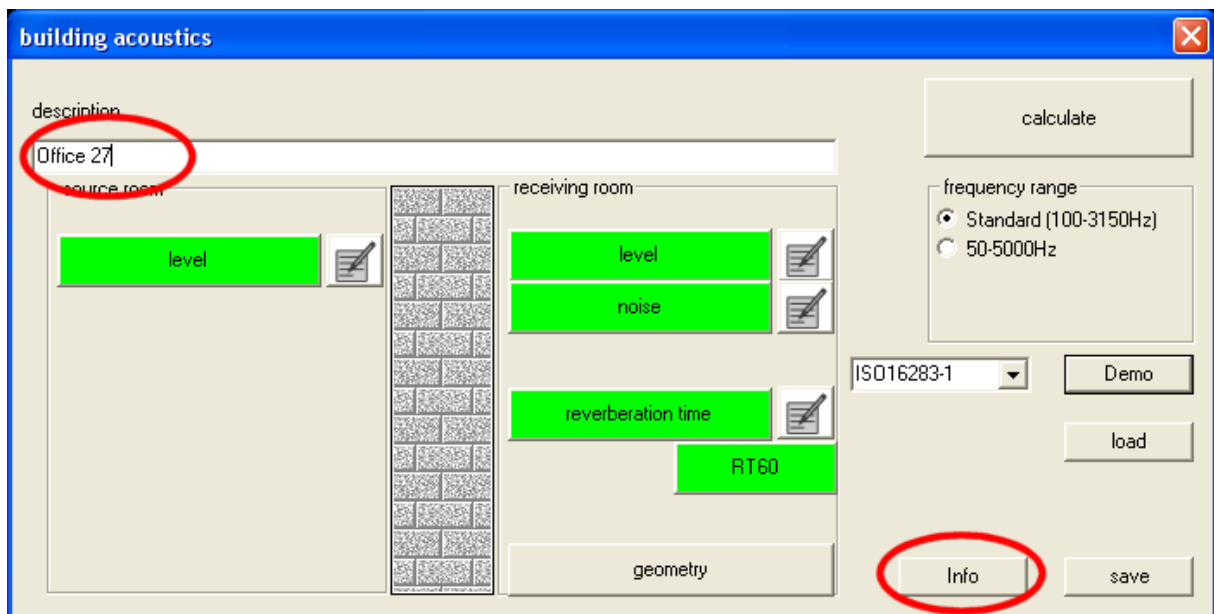 building acoustics
description
Office 27
source room
level
receiving room
level
noise
reverberation time
RT60
geometry
calculate
frequency range
Standard (100-3150Hz)
50-5000Hz
ISO16283-1
Demo
load
Info
save